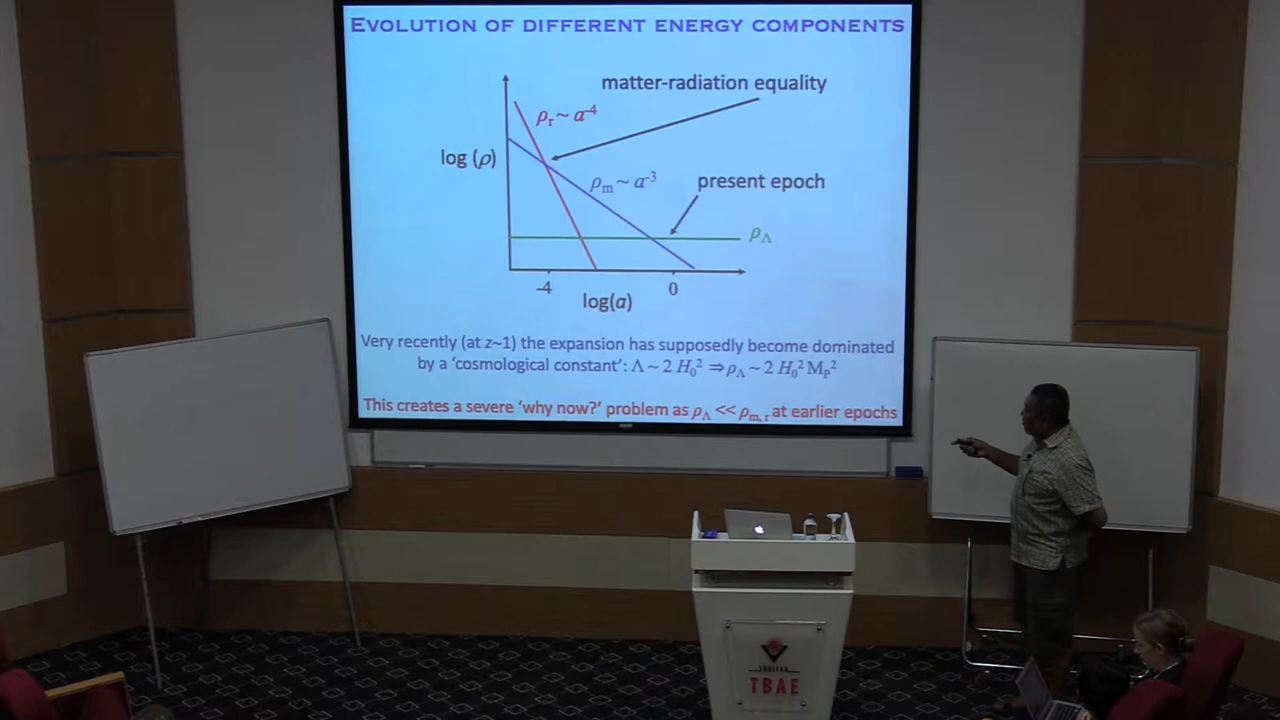 EVOLUTION OF DIFFERENT ENERGY COMPONENTS
matter-radiation equality
ρr ~ a-4
log (ρ)
ρm ~ a-3
present epoch
ρΛ
-4
0
log(a)
Very recently (at z~1) the expansion has supposedly become dominated
by a ‘cosmological constant’: Λ ~ 2 H0² ⇒ ρΛ ~ 2 H0² MP²
This creates a severe ‘why now?’ problem as ρΛ << ρm, r at earlier epochs
TÜBİTAK
TBAE